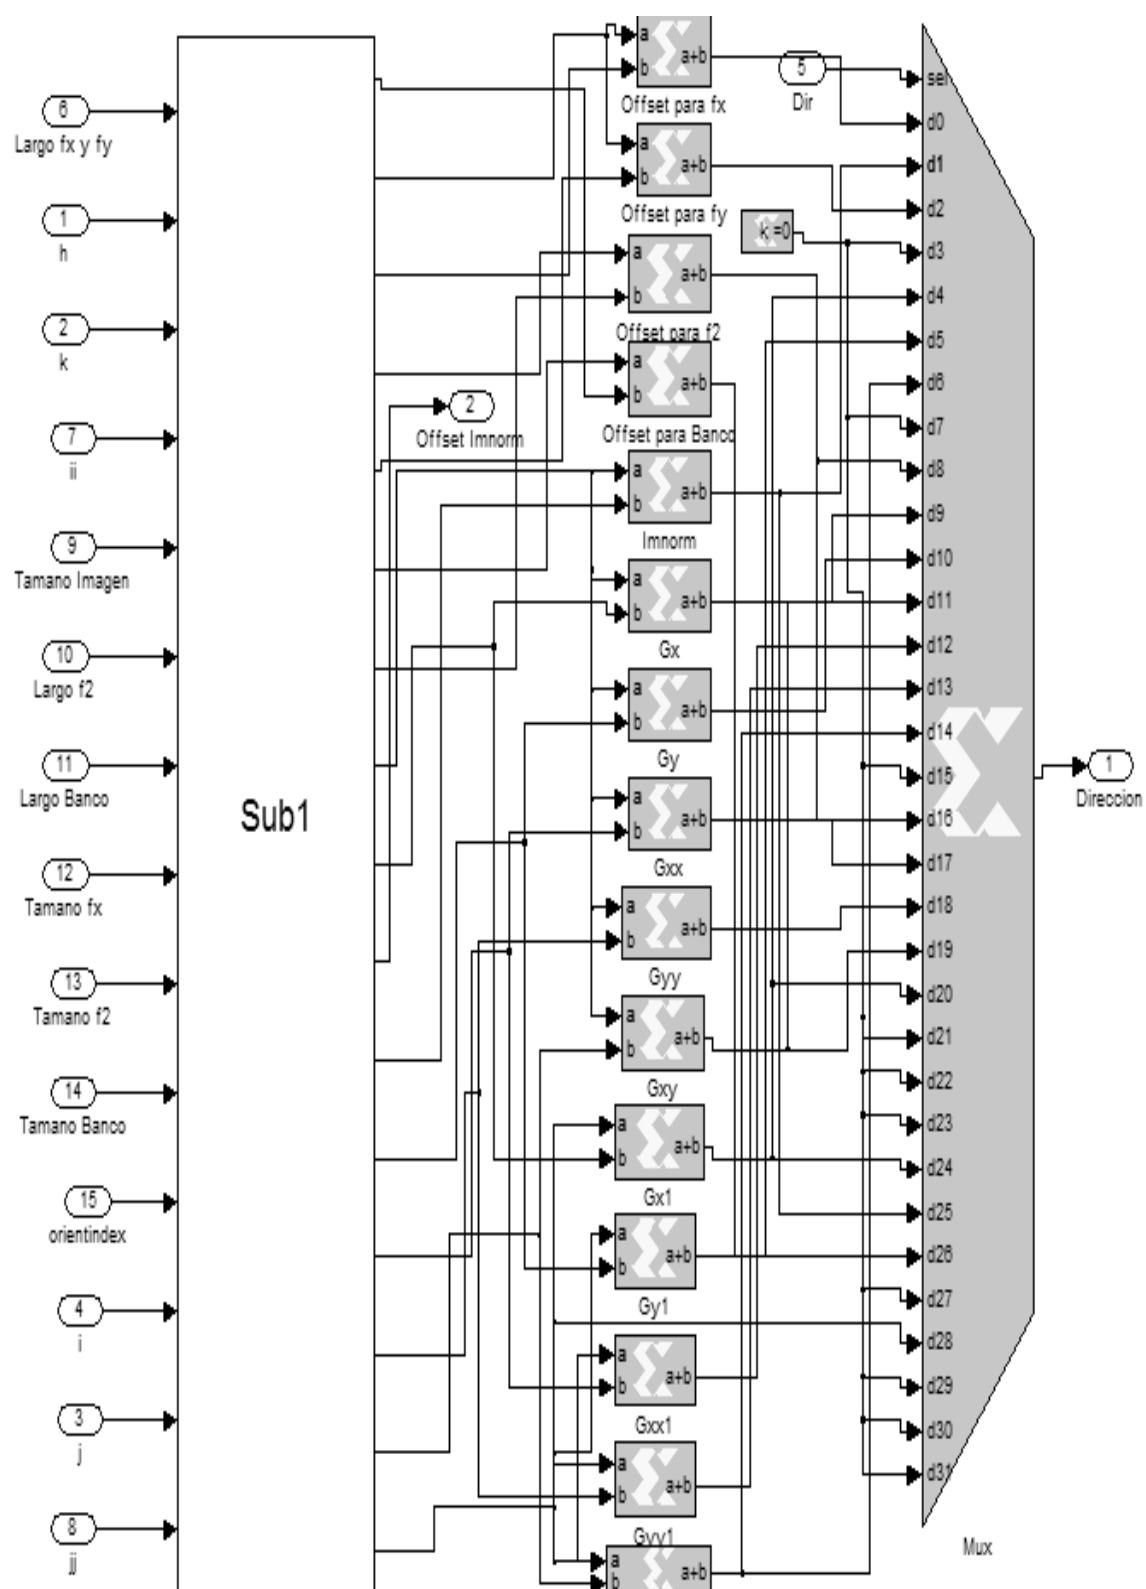 6
Largo fx y fy
1
h
2
k
7
ii
9
Tamano Imagen
10
Largo f2
11
Largo Banco
12
Tamano fx
13
Tamano f2
14
Tamano Banco
15
orientindex
4
i
3
j
8
jj
Sub1
2
Offset Imnorm
a
b
a+b
Offset para fx
a
b
a+b
Offset para fy
a
b
a+b
Offset para f2
a
b
a+b
Offset para Banco
a
b
a+b
Imnorm
a
b
a+b
Gx
a
b
a+b
Gy
a
b
a+b
Gxx
a
b
a+b
Gyy
a
b
a+b
Gxy
a
b
a+b
Gx1
a
b
a+b
Gy1
a
b
a+b
Gxx1
a
b
a+b
Gyy1
a
b
a+b
5
Dir
k =0
sel
d0
d1
d2
d3
d4
d5
d6
d7
d8
d9
d10
d11
d12
d13
d14
d15
d16
d17
d18
d19
d20
d21
d22
d23
d24
d25
d26
d27
d28
d29
d30
d31
Mux
1
Direccion